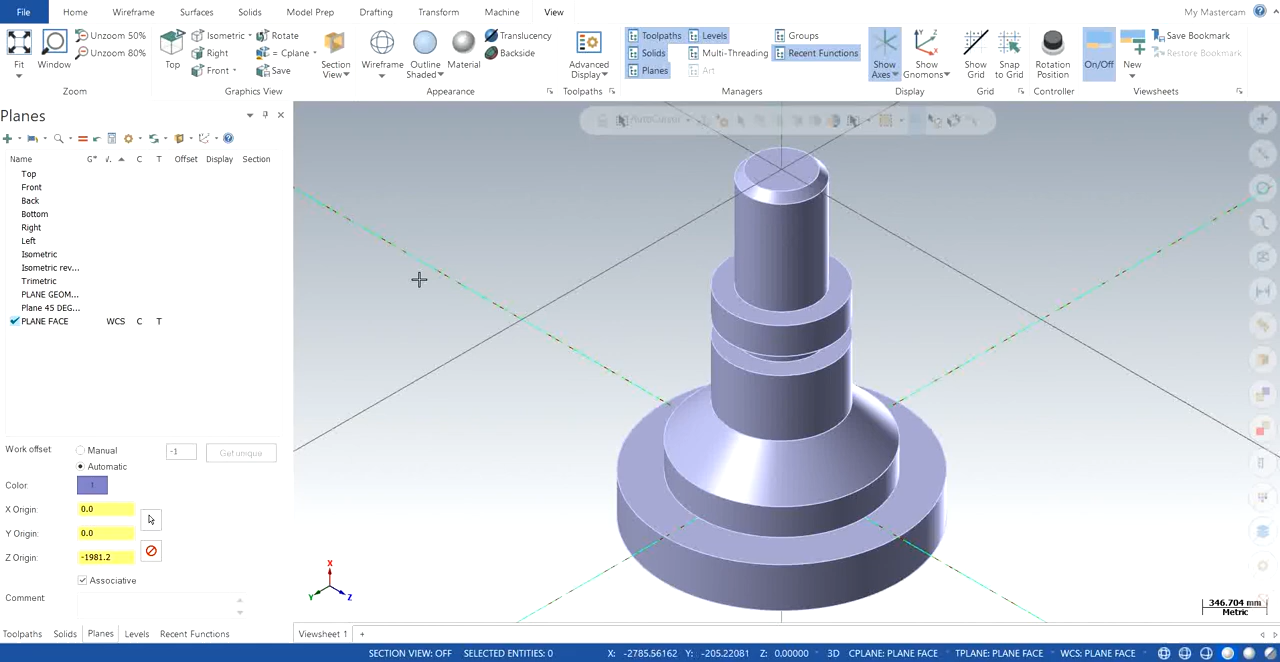 File Home Wireframe Surfaces Solids Model Prep Drafting Transform Machine View My Mastercam
Unzoom 50% Isometric Rotate Translucency Toolpaths Levels Groups Save Bookmark
Unzoom 80% Right = Cplane Backside Solids Multi-Threading Recent Functions Restore Bookmark
Fit Window Top Front Save Section View Wireframe Outline Shaded Material Advanced Display Planes Art Show Axes Show Gnomons Show Grid Snap to Grid Rotation Position On/Off New
Zoom Graphics View Appearance Toolpaths Managers Display Grid Controller Viewsheets
Planes
AutoCursor
Name G C T Offset Display Section
Top
Front
Back
Bottom
Right
Left
Isometric
Isometric rev...
Trimetric
PLANE GEOM...
Plane 45 DEG...
PLANE FACE WCS C T
Work offset Manual -1 Get unique
Automatic
Color: 1
X Origin: 0.0
Y Origin: 0.0
Z Origin: -1981.2
Associative
Comment
X
Y Z
346.704 mm
Metric
Toolpaths Solids Planes Levels Recent Functions Viewsheet 1 +
SECTION VIEW: OFF SELECTED ENTITIES: 0 X: -2785.56162 Y: -205.22081 Z: 0.00000 3D CPLANE: PLANE FACE TPLANE: PLANE FACE WCS: PLANE FACE